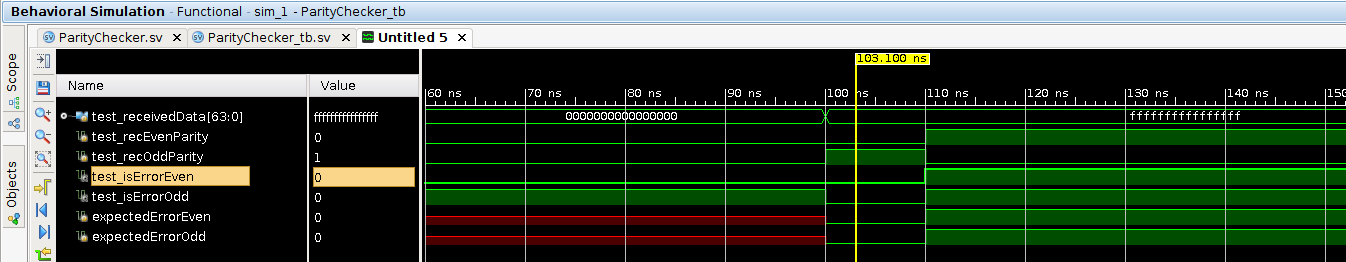 Behavioral Simulation - Functional - sim_1 - ParityChecker_tb
ParityChecker.sv ParityChecker_tb.sv Untitled 5
Scope
Objects
Name Value
103.100 ns
60 ns 70 ns 80 ns 90 ns 100 ns 110 ns 120 ns 130 ns 140 ns 150
test_receivedData[63:0] ffffffffffffffff 0000000000000000 ffffffffffffffff
test_recEvenParity 0
test_recOddParity 1
test_isErrorEven 0
test_isErrorOdd 0
expectedErrorEven 0
expectedErrorOdd 0